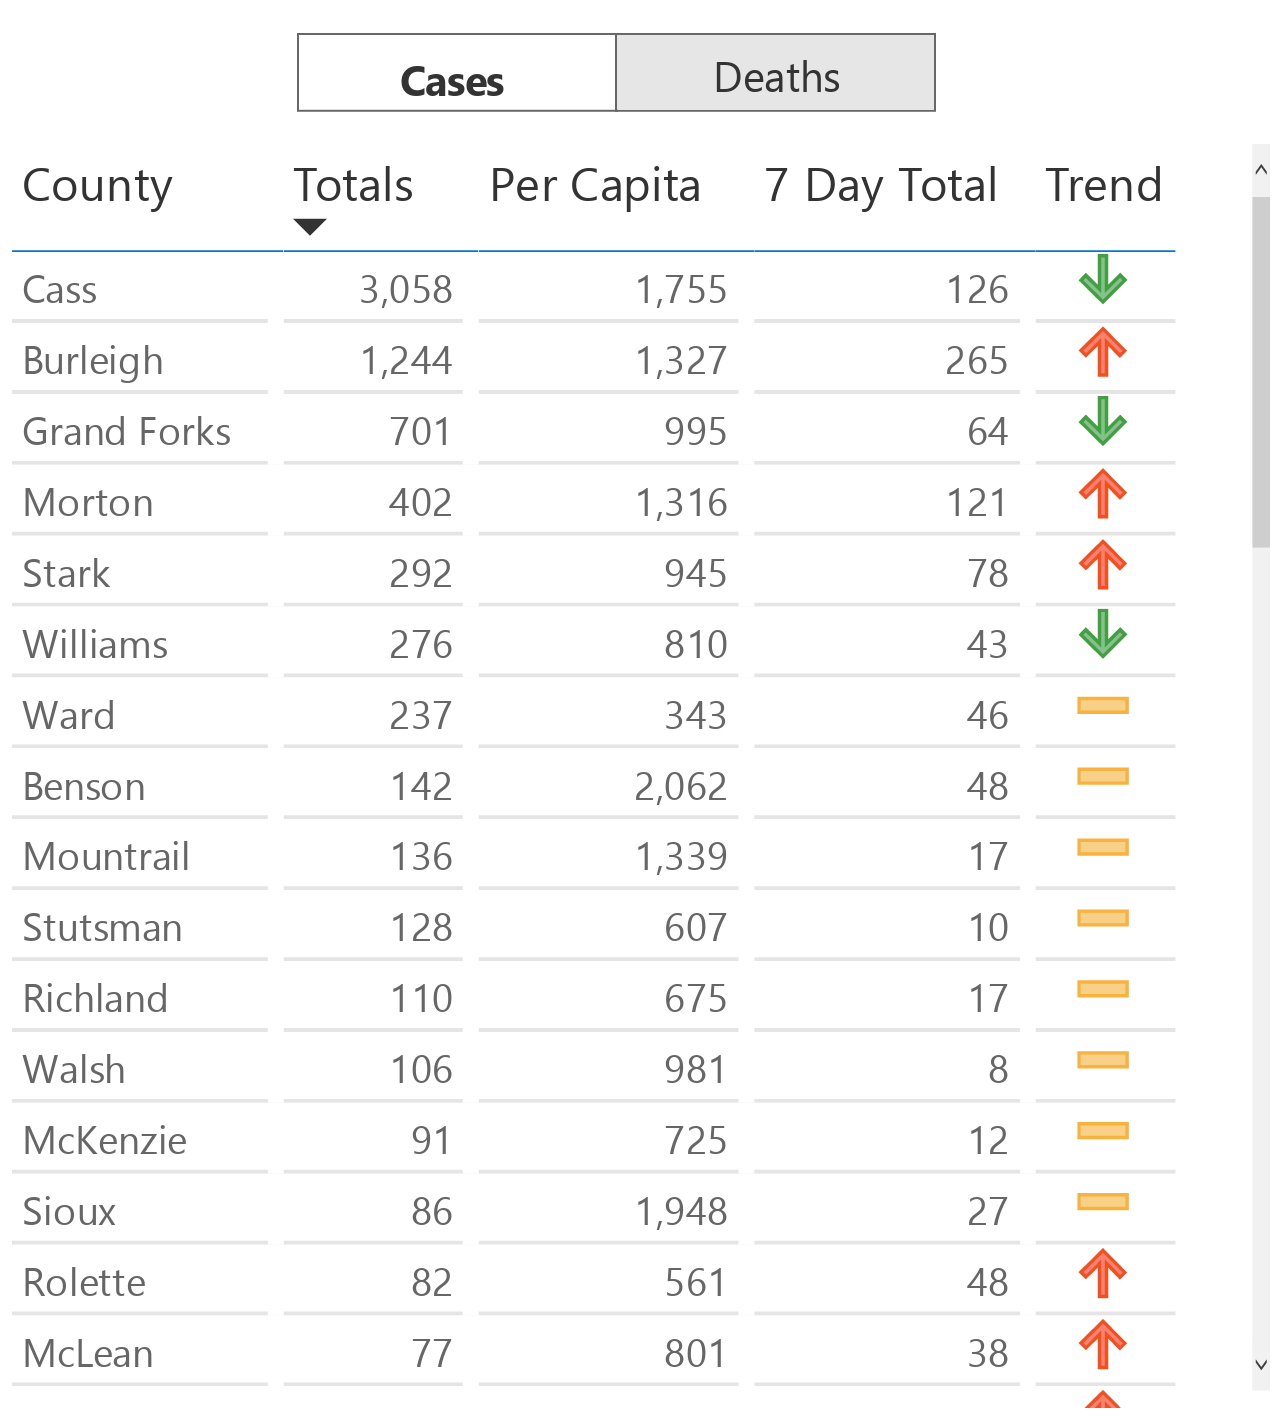 Cases Deaths
County Totals Per Capita 7 Day Total Trend
Cass 3,058 1,755 126
Burleigh 1,244 1,327 265
Grand Forks 701 995 64
Morton 402 1,316 121
Stark 292 945 78
Williams 276 810 43
Ward 237 343 46
Benson 142 2,062 48
Mountrail 136 1,339 17
Stutsman 128 607 10
Richland 110 675 17
Walsh 106 981 8
McKenzie 91 725 12
Sioux 86 1,948 27
Rolette 82 561 48
McLean 77 801 38